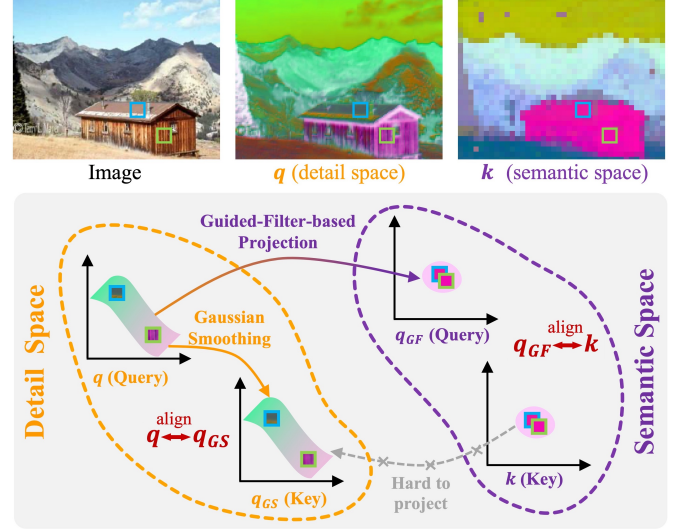 Image
q (detail space)
k (semantic space)
Guided-Filter-based
Projection
Detail Space
Semantic Space
Gaussian
Smoothing
q (Query)
q_GF (Query)
align
q_GF ↔ k
align
q ↔ q_GS
q_GS (Key)
Hard to
project
k (Key)